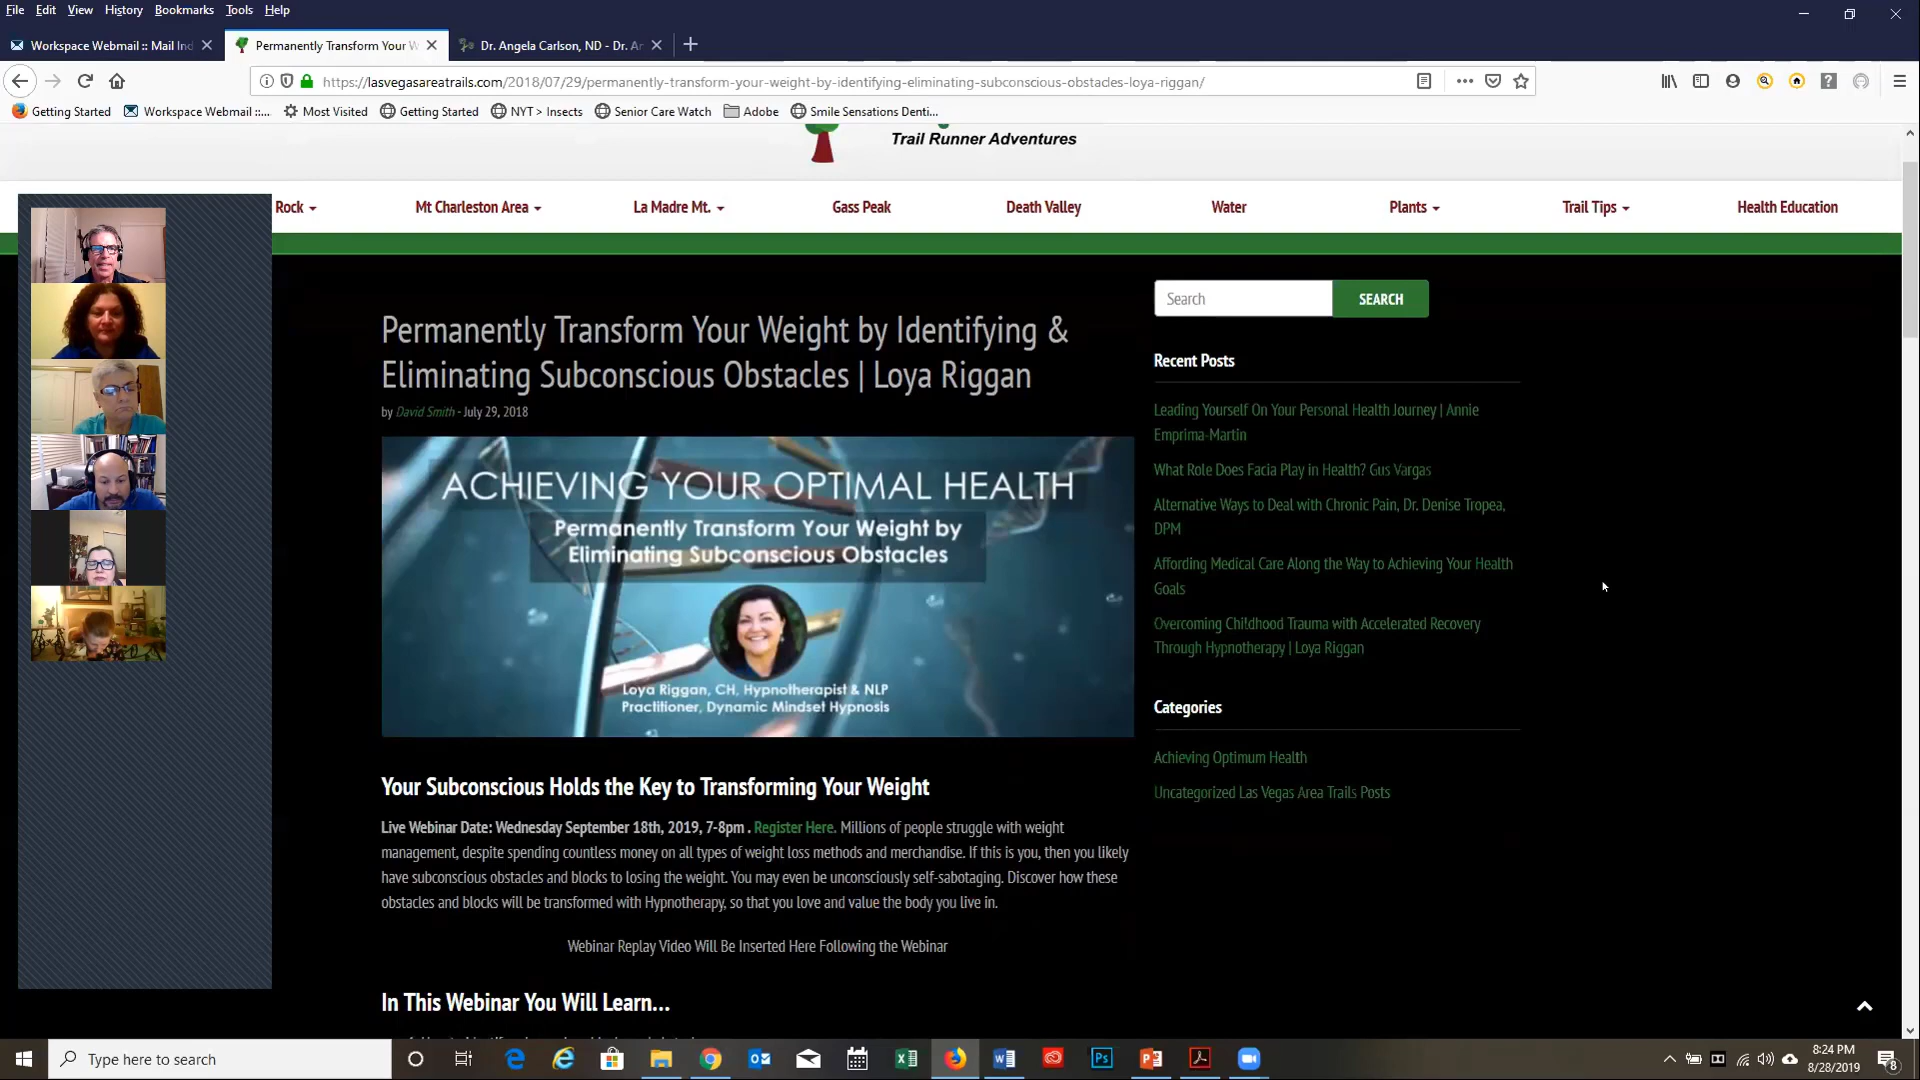 File Edit View History Bookmarks Tools Help
Workspace Webmail :: Mail Ind
Permanently Transform Your W
Dr. Angela Carlson, ND - Dr. An
https://lasvegasareatrails.com/2018/07/29/permanently-transform-your-weight-by-identifying-eliminating-subconscious-obstacles-loya-riggan/
Getting Started Workspace Webmail ::... Most Visited Getting Started NYT > Insects Senior Care Watch Adobe Smile Sensations Denti...
Trail Runner Adventures
Rock Mt Charleston Area La Madre Mt. Gass Peak Death Valley Water Plants Trail Tips Health Education
Permanently Transform Your Weight by Identifying &
Eliminating Subconscious Obstacles | Loya Riggan
by David Smith - July 29, 2018
ACHIEVING YOUR OPTIMAL HEALTH
Permanently Transform Your Weight by
Eliminating Subconscious Obstacles
Loya Riggan, CH, Hypnotherapist & NLP
Practitioner, Dynamic Mindset Hypnosis
Your Subconscious Holds the Key to Transforming Your Weight
Live Webinar Date: Wednesday September 18th, 2019, 7-8pm . Register Here. Millions of people struggle with weight
management, despite spending countless money on all types of weight loss methods and merchandise. If this is you, then you likely
have subconscious obstacles and blocks to losing the weight. You may even be unconsciously self-sabotaging. Discover how these
obstacles and blocks will be transformed with Hypnotherapy, so that you love and value the body you live in.
Webinar Replay Video Will Be Inserted Here Following the Webinar
In This Webinar You Will Learn...
Search SEARCH
Recent Posts
Leading Yourself On Your Personal Health Journey | Annie
Emprima-Martin
What Role Does Facia Play in Health? Gus Vargas
Alternative Ways to Deal with Chronic Pain, Dr. Denise Tropea,
DPM
Affording Medical Care Along the Way to Achieving Your Health
Goals
Overcoming Childhood Trauma with Accelerated Recovery
Through Hypnotherapy | Loya Riggan
Categories
Achieving Optimum Health
Uncategorized Las Vegas Area Trails Posts
Type here to search
8:24 PM
8/28/2019
8